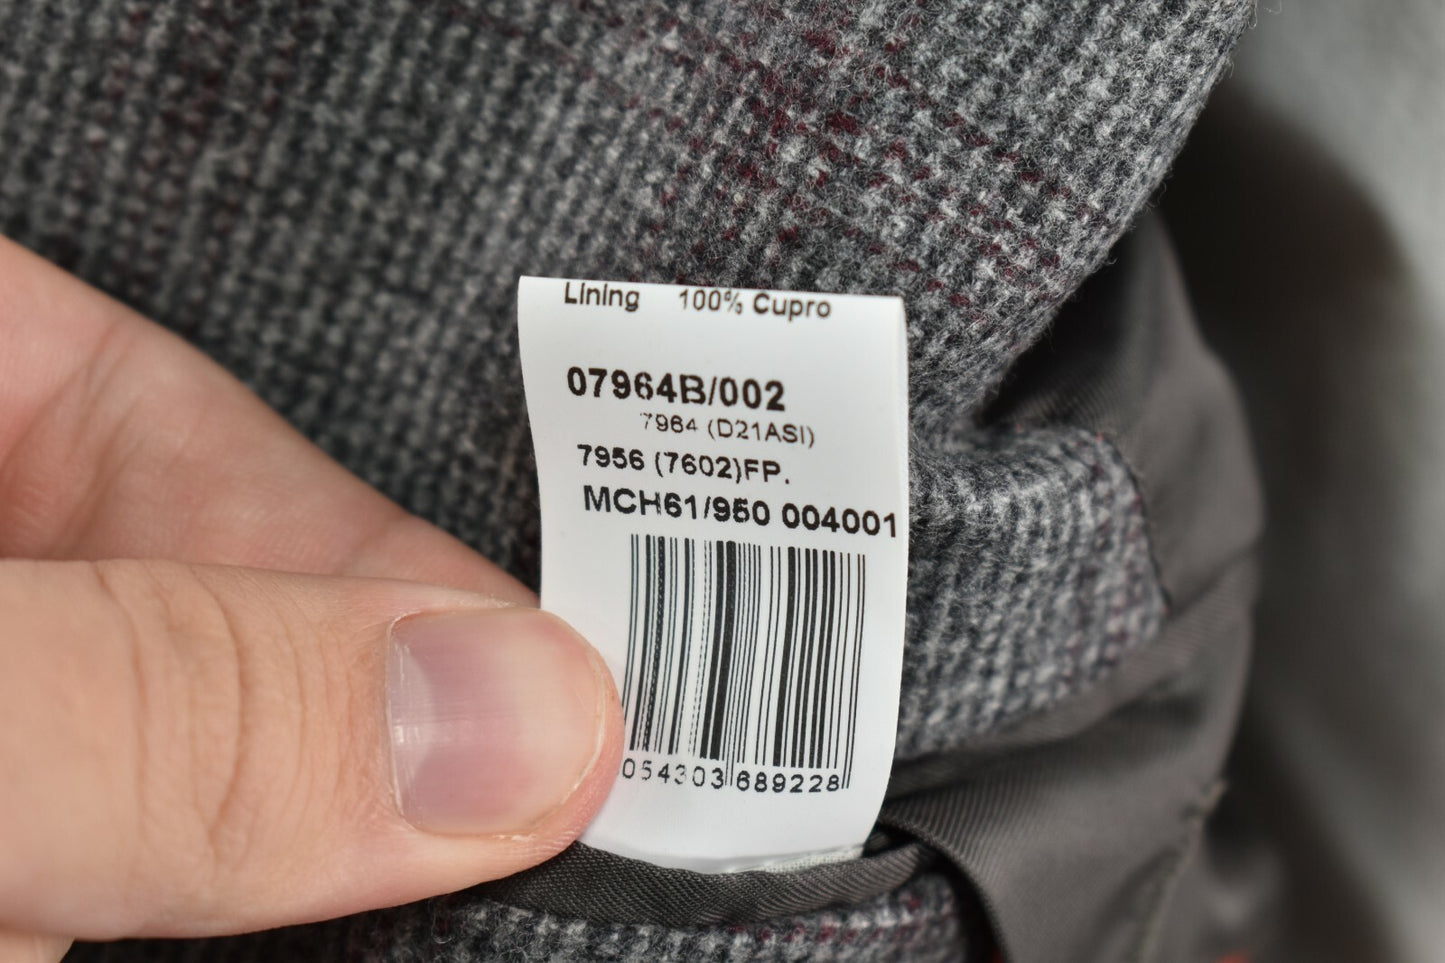 Lining 100% Cupro
07964B/002
7964 (D21ASI)
7956 (7602)FP.
MCH61/950 004001
054303 689228